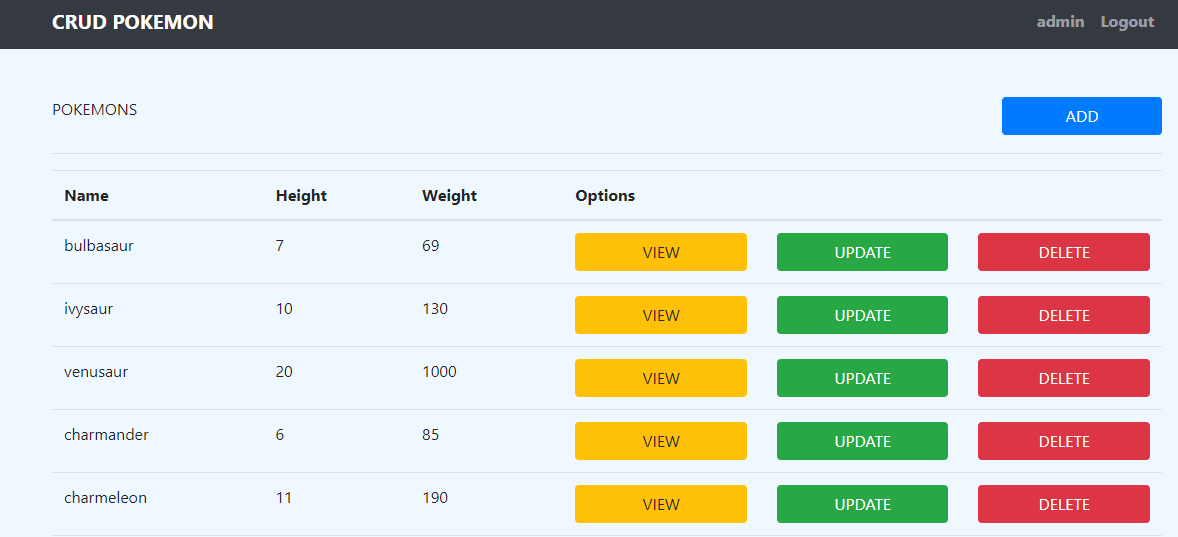 CRUD POKEMON admin Logout
POKEMONS ADD
Name Height Weight Options
bulbasaur 7 69 VIEW UPDATE DELETE
ivysaur 10 130 VIEW UPDATE DELETE
venusaur 20 1000 VIEW UPDATE DELETE
charmander 6 85 VIEW UPDATE DELETE
charmeleon 11 190 VIEW UPDATE DELETE